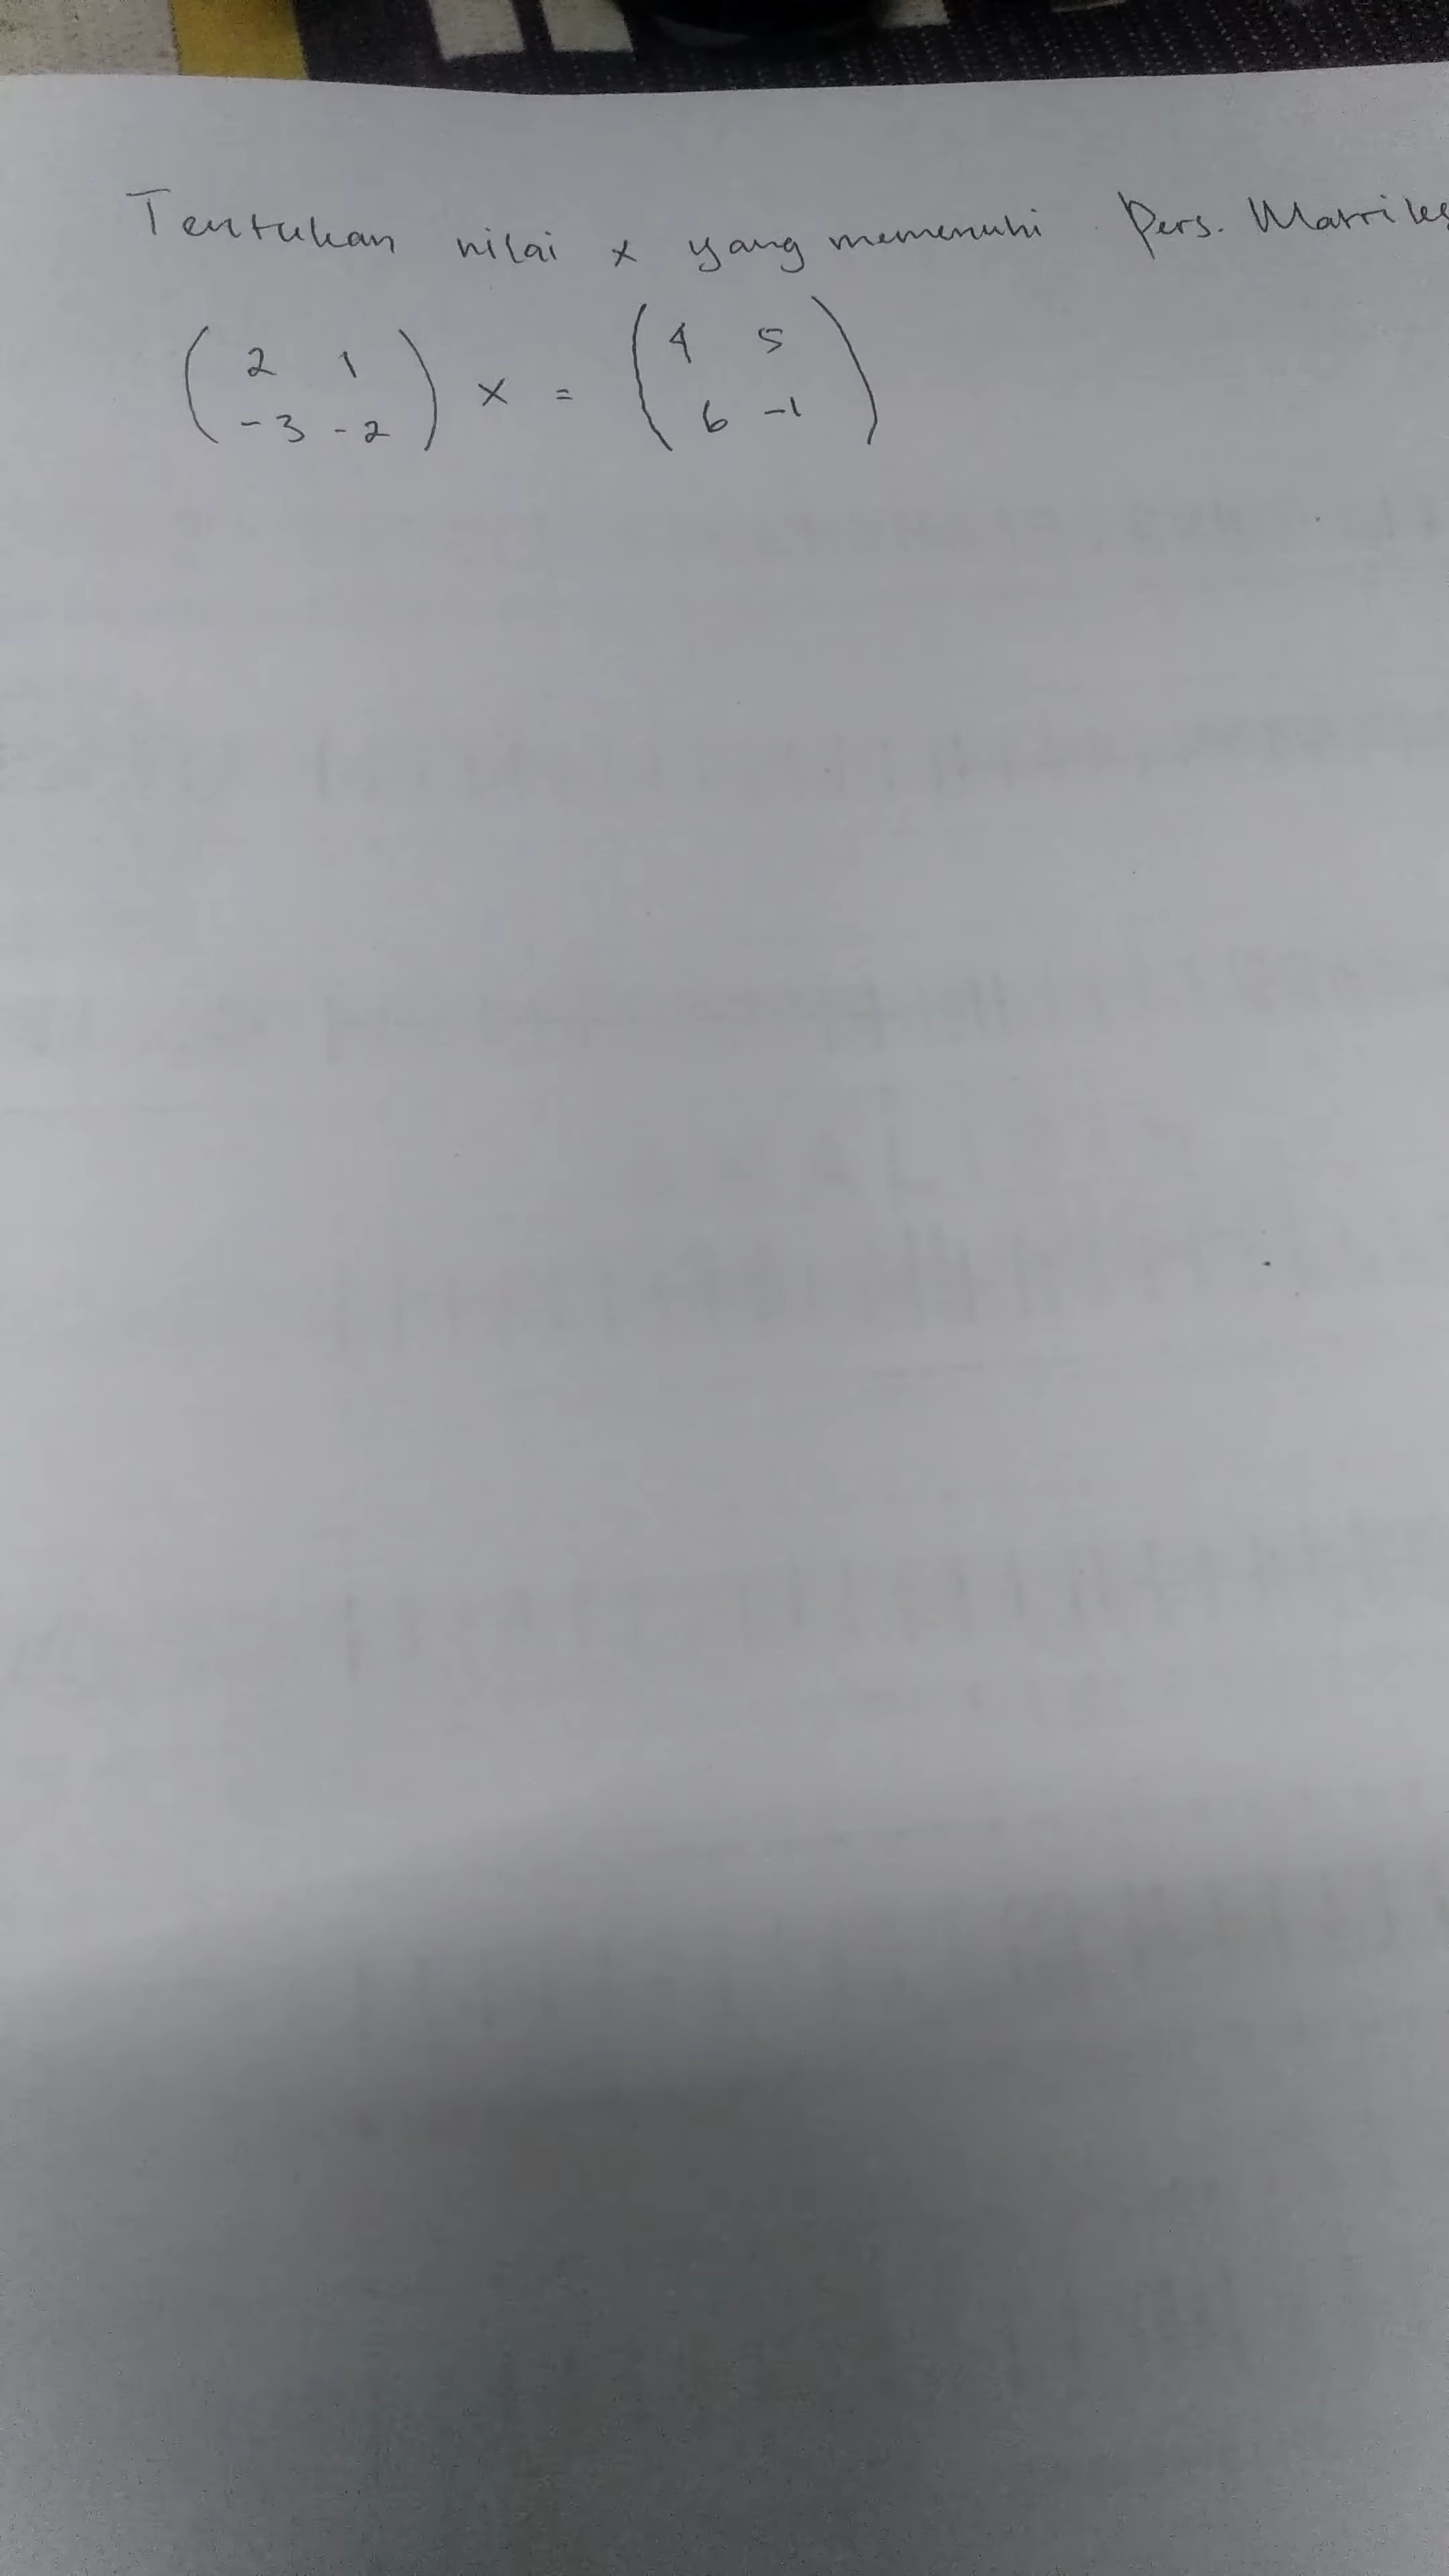 Tentukan nilai x yang memenuhi Pers. Matriks
( 2 1 ) x = ( 4 5 )
( -3 -2 ) ( 6 -1 )